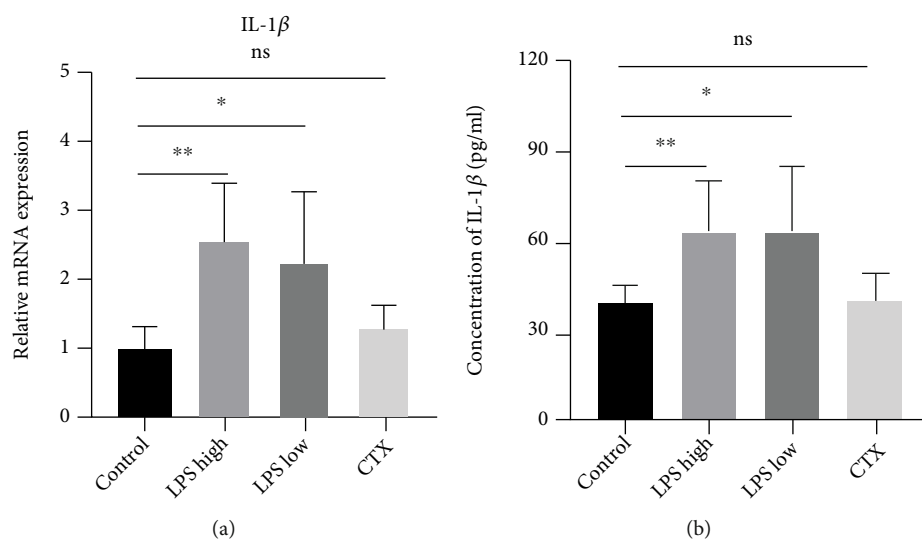 IL-1β
ns
*
**
5
4
3
2
1
0
Relative mRNA expression
Control
LPS high
LPS low
CTX
(a)
ns
*
**
120
90
60
30
0
Concentration of IL-1β (pg/ml)
Control
LPS high
LPS low
CTX
(b)